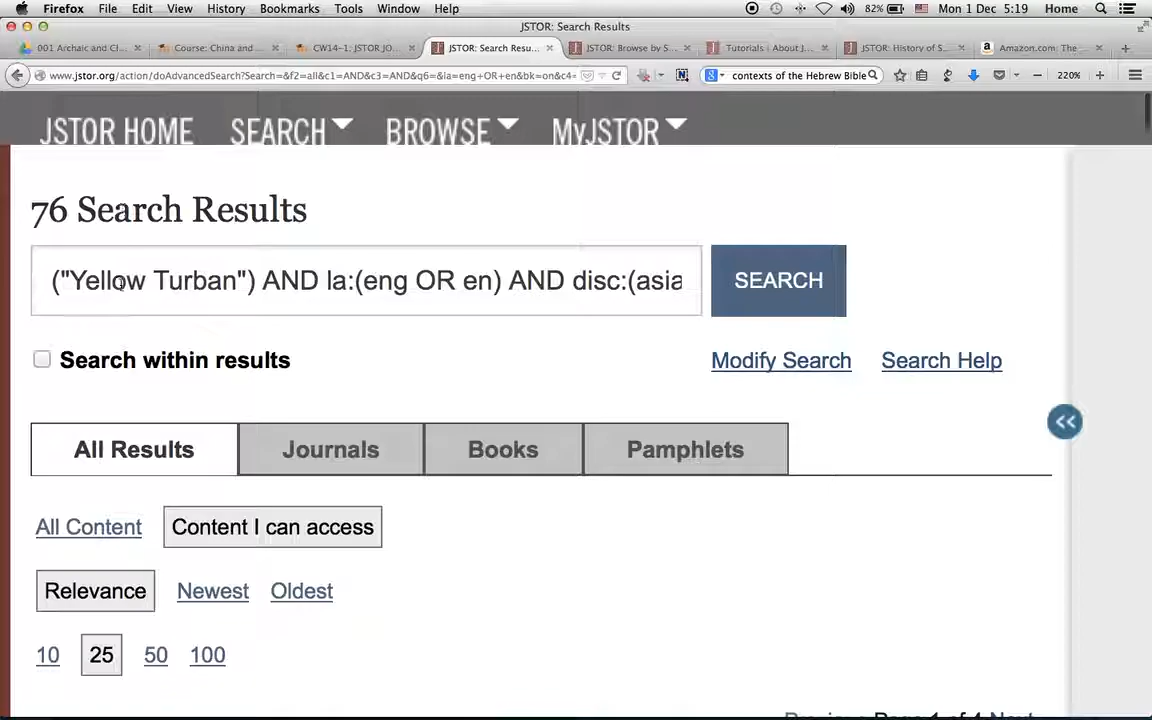 Firefox File Edit View History Bookmarks Tools Window Help 82% Mon 1 Dec 5:19 Home
JSTOR: Search Results
001 Archaic and Cl... Course: China and... CW14-1: JSTOR JO... JSTOR: Search Resu... JSTOR: Browse by S... Tutorials | About J... JSTOR: History of S... Amazon.com: The...
www.jstor.org/action/doAdvancedSearch?Search=&f2=all&c1=AND&c3=AND&q6=&la=eng+OR+en&bk=on&c4= contexts of the Hebrew Bible 220%
JSTOR HOME SEARCH BROWSE MyJSTOR
76 Search Results
("Yellow Turban") AND la:(eng OR en) AND disc:(asia
SEARCH
Search within results Modify Search Search Help
All Results Journals Books Pamphlets
All Content Content I can access
Relevance Newest Oldest
10 25 50 100
Page 1 of 4 Next